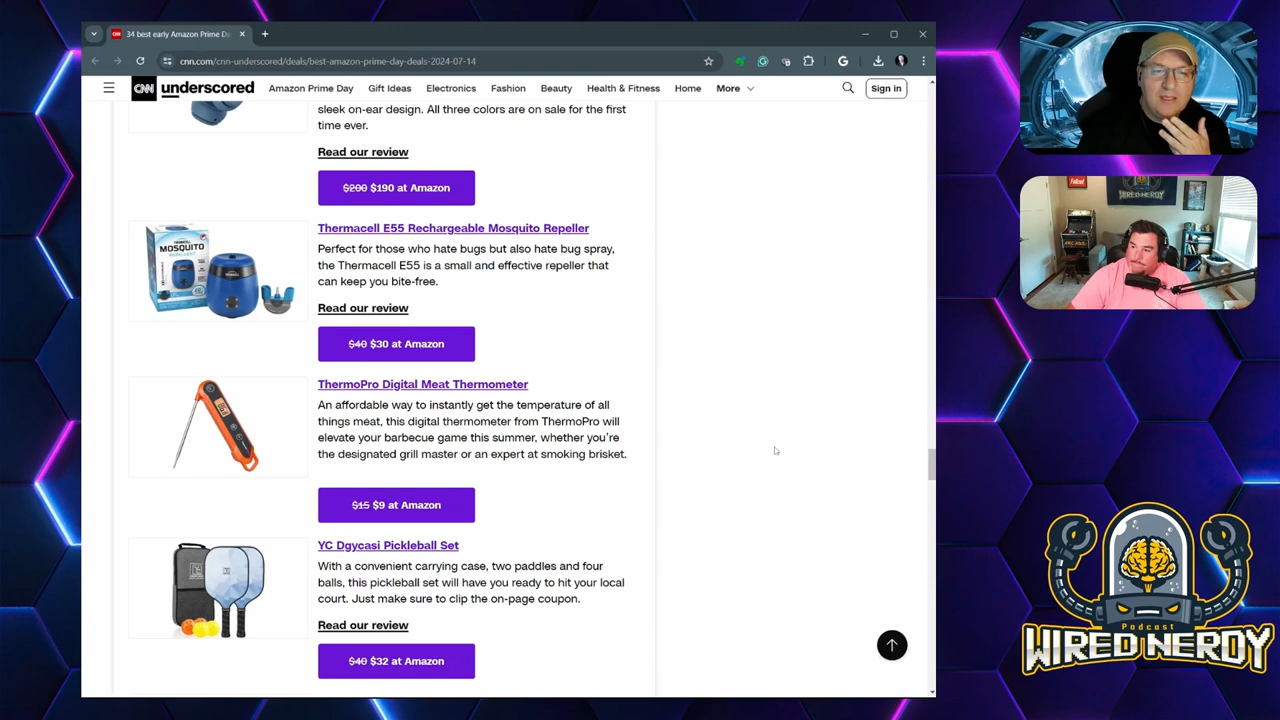 34 best early Amazon Prime Da
cnn.com/cnn-underscored/deals/best-amazon-prime-day-deals-2024-07-14
CNN underscored
Amazon Prime Day
Gift Ideas
Electronics
Fashion
Beauty
Health & Fitness
Home
More
Sign in
sleek on-ear design. All three colors are on sale for the first
time ever.
Read our review
$200 $190 at Amazon
Thermacell E55 Rechargeable Mosquito Repeller
Perfect for those who hate bugs but also hate bug spray,
the Thermacell E55 is a small and effective repeller that
can keep you bite-free.
Read our review
$40 $30 at Amazon
MOSQUITO
ThermoPro Digital Meat Thermometer
An affordable way to instantly get the temperature of all
things meat, this digital thermometer from ThermoPro will
elevate your barbecue game this summer, whether you're
the designated grill master or an expert at smoking brisket.
$15 $9 at Amazon
YC Dgycasi Pickleball Set
With a convenient carrying case, two paddles and four
balls, this pickleball set will have you ready to hit your local
court. Just make sure to clip the on-page coupon.
Read our review
$40 $32 at Amazon
Fallout
WIRED NERDY
ARCADE
Podcast
WIRED NERDY